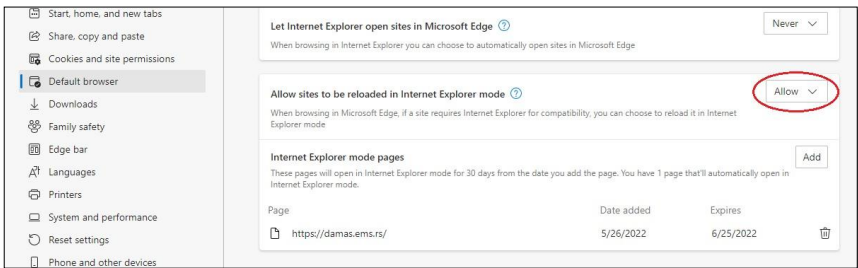 Start, home, and new tabs
Share, copy and paste
Cookies and site permissions
Default browser
Downloads
Family safety
Edge bar
Languages
Printers
System and performance
Reset settings
Phone and other devices
Let Internet Explorer open sites in Microsoft Edge
Never
When browsing in Internet Explorer you can choose to automatically open sites in Microsoft Edge
Allow sites to be reloaded in Internet Explorer mode
Allow
When browsing in Microsoft Edge, if a site requires Internet Explorer for compatibility, you can choose to reload it in Internet
Explorer mode
Internet Explorer mode pages
Add
These pages will open in Internet Explorer mode for 30 days from the date you add the page. You have 1 page that'll automatically open in
Internet Explorer mode.
Page Date added Expires
https://damas.ems.rs/ 5/26/2022 6/25/2022